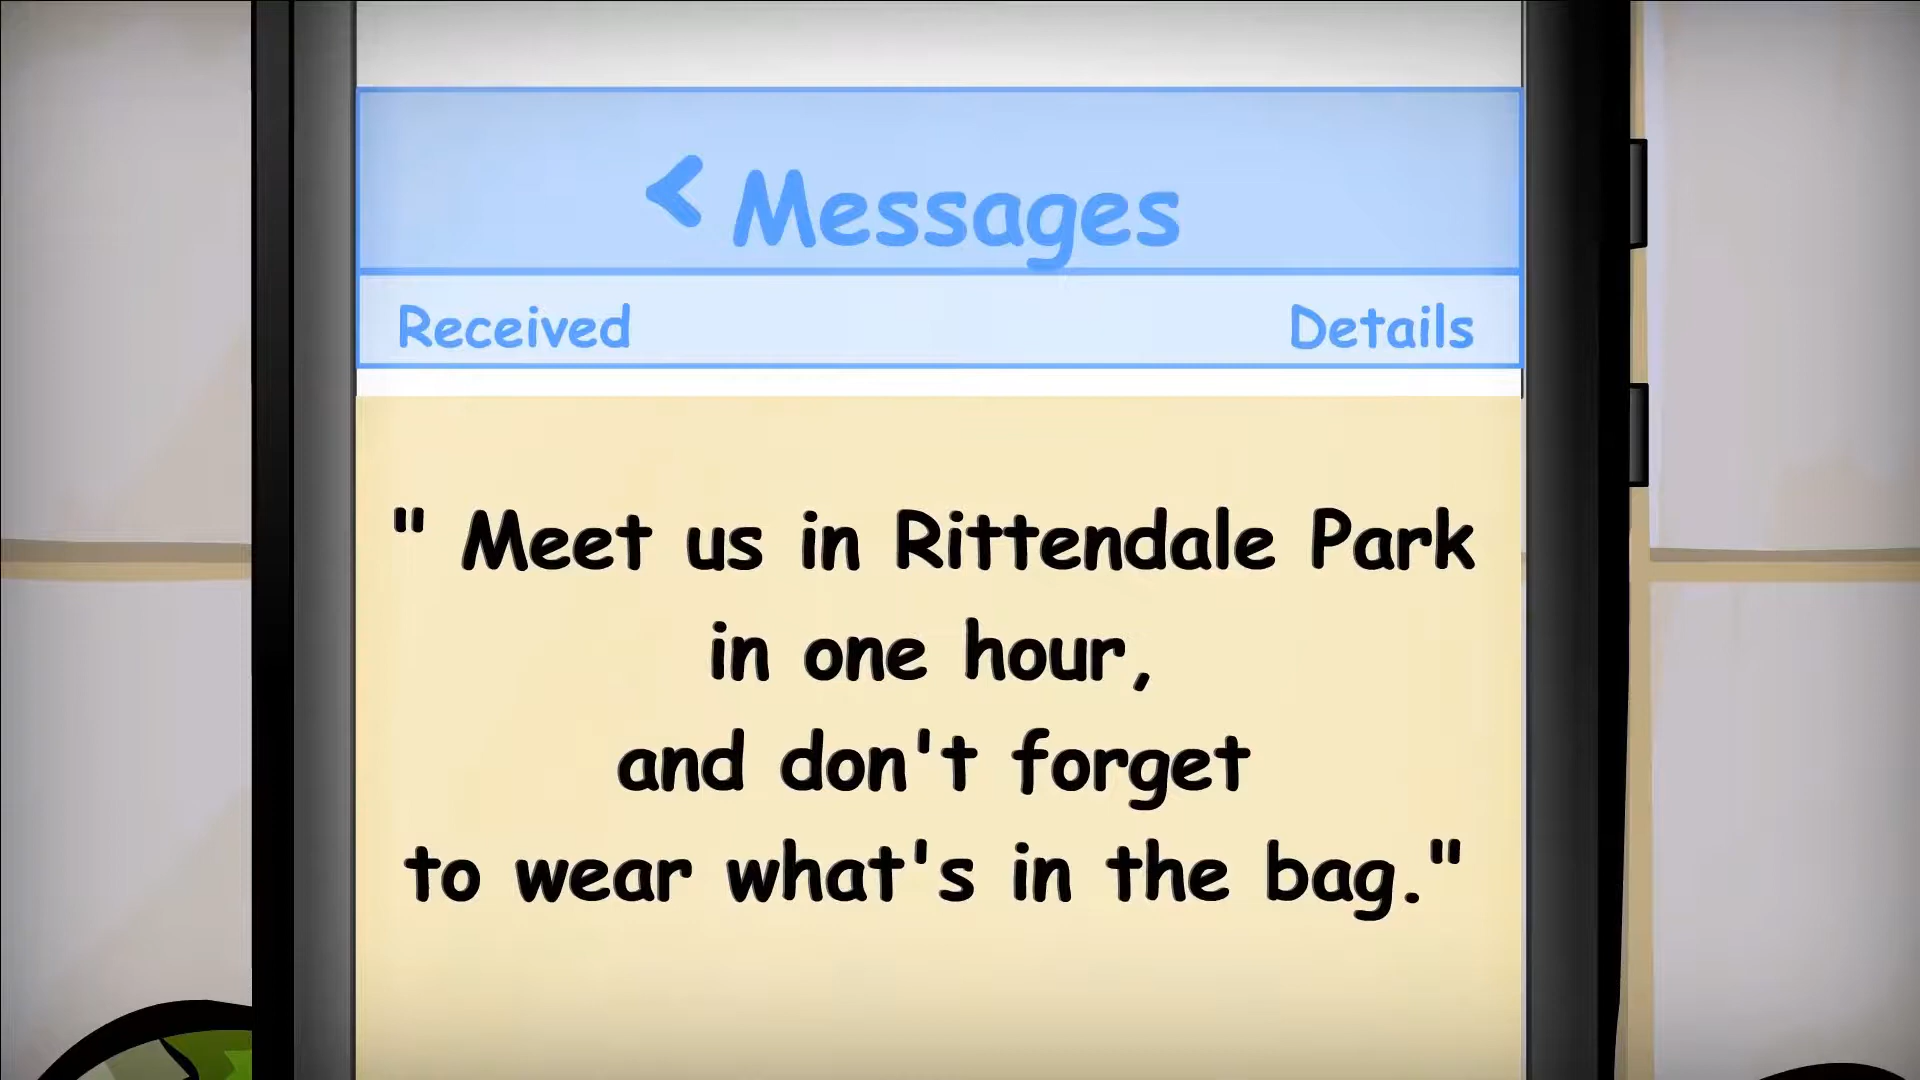 < Messages
Received Details
" Meet us in Rittendale Park
in one hour,
and don't forget
to wear what's in the bag."